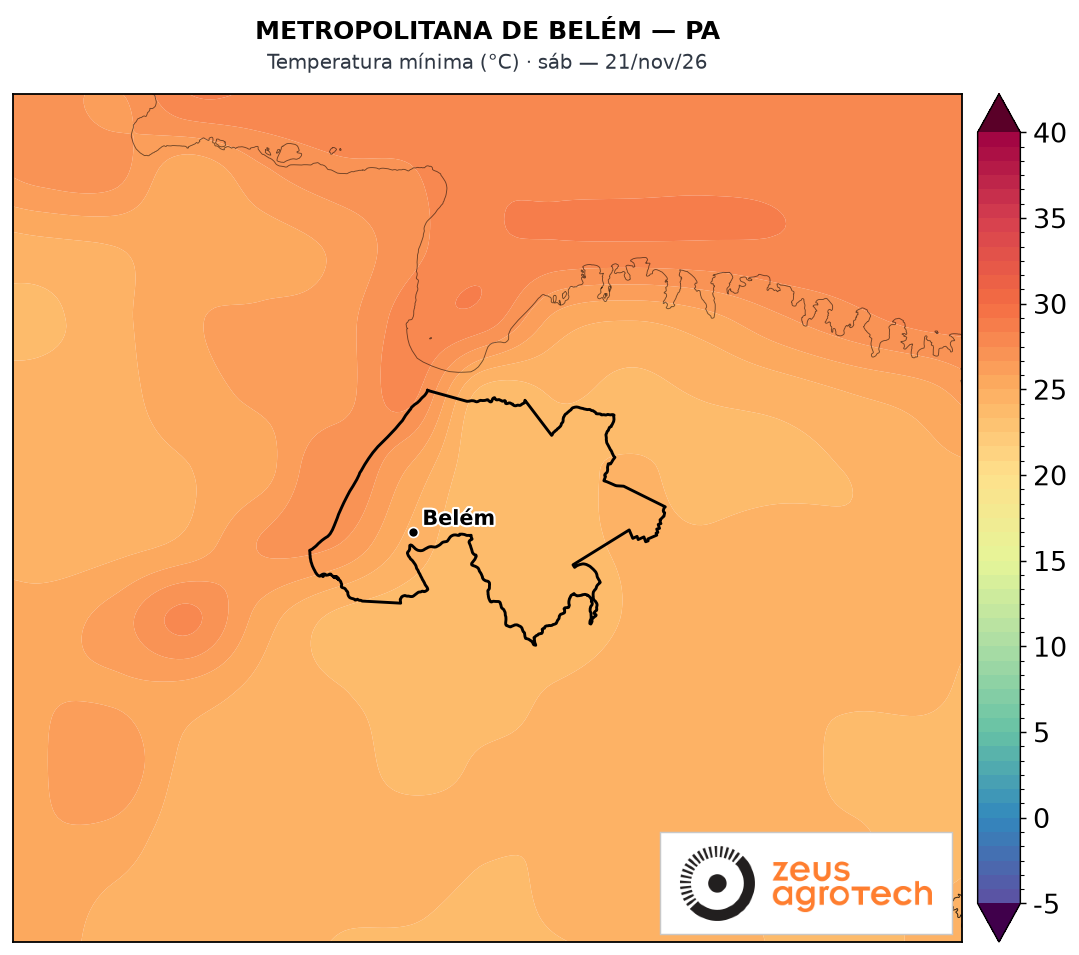 METROPOLITANA DE BELÉM — PA
Temperatura mínima (°C) · sáb — 21/nov/26
40
35
30
25
20
15
10
5
0
-5
Belém
zeus
agrotech